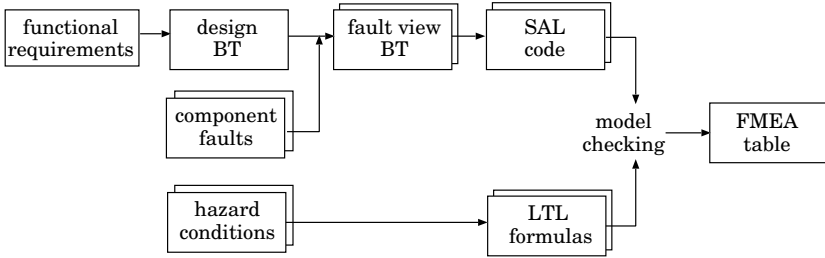 functional
requirements
design
BT
fault view
BT
SAL
code
component
faults
model
checking
FMEA
table
hazard
conditions
LTL
formulas